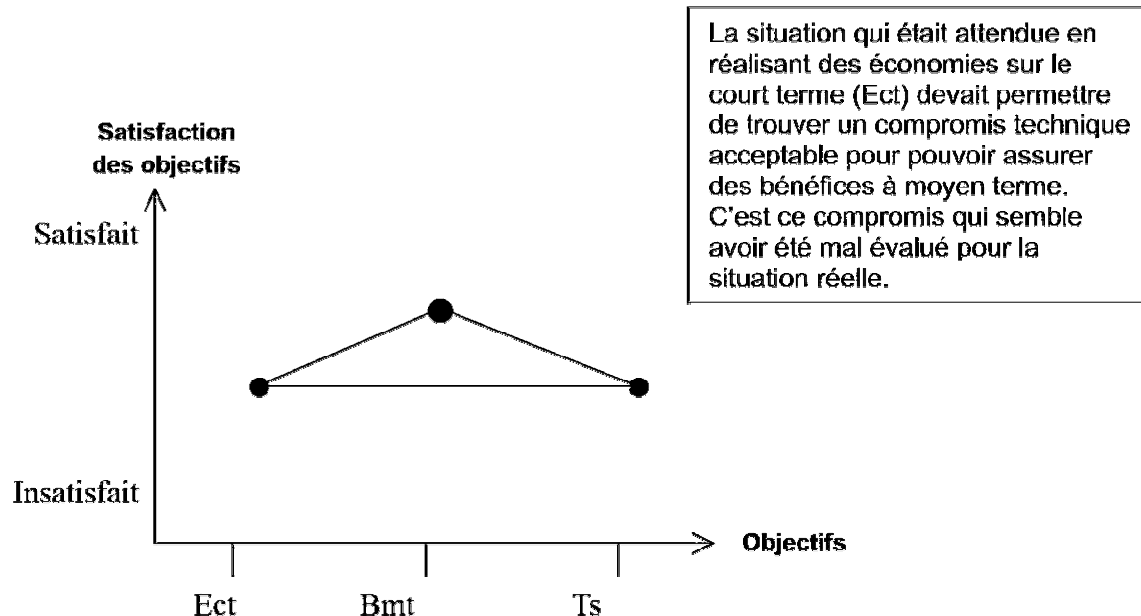 La situation qui était attendue en
réalisant des économies sur le
court terme (Ect) devait permettre
de trouver un compromis technique
acceptable pour pouvoir assurer
des bénéfices à moyen terme.
C'est ce compromis qui semble
avoir été mal évalué pour la
situation réelle.
Satisfaction
des objectifs
Satisfait
Insatisfait
Objectifs
Ect
Bmt
Ts